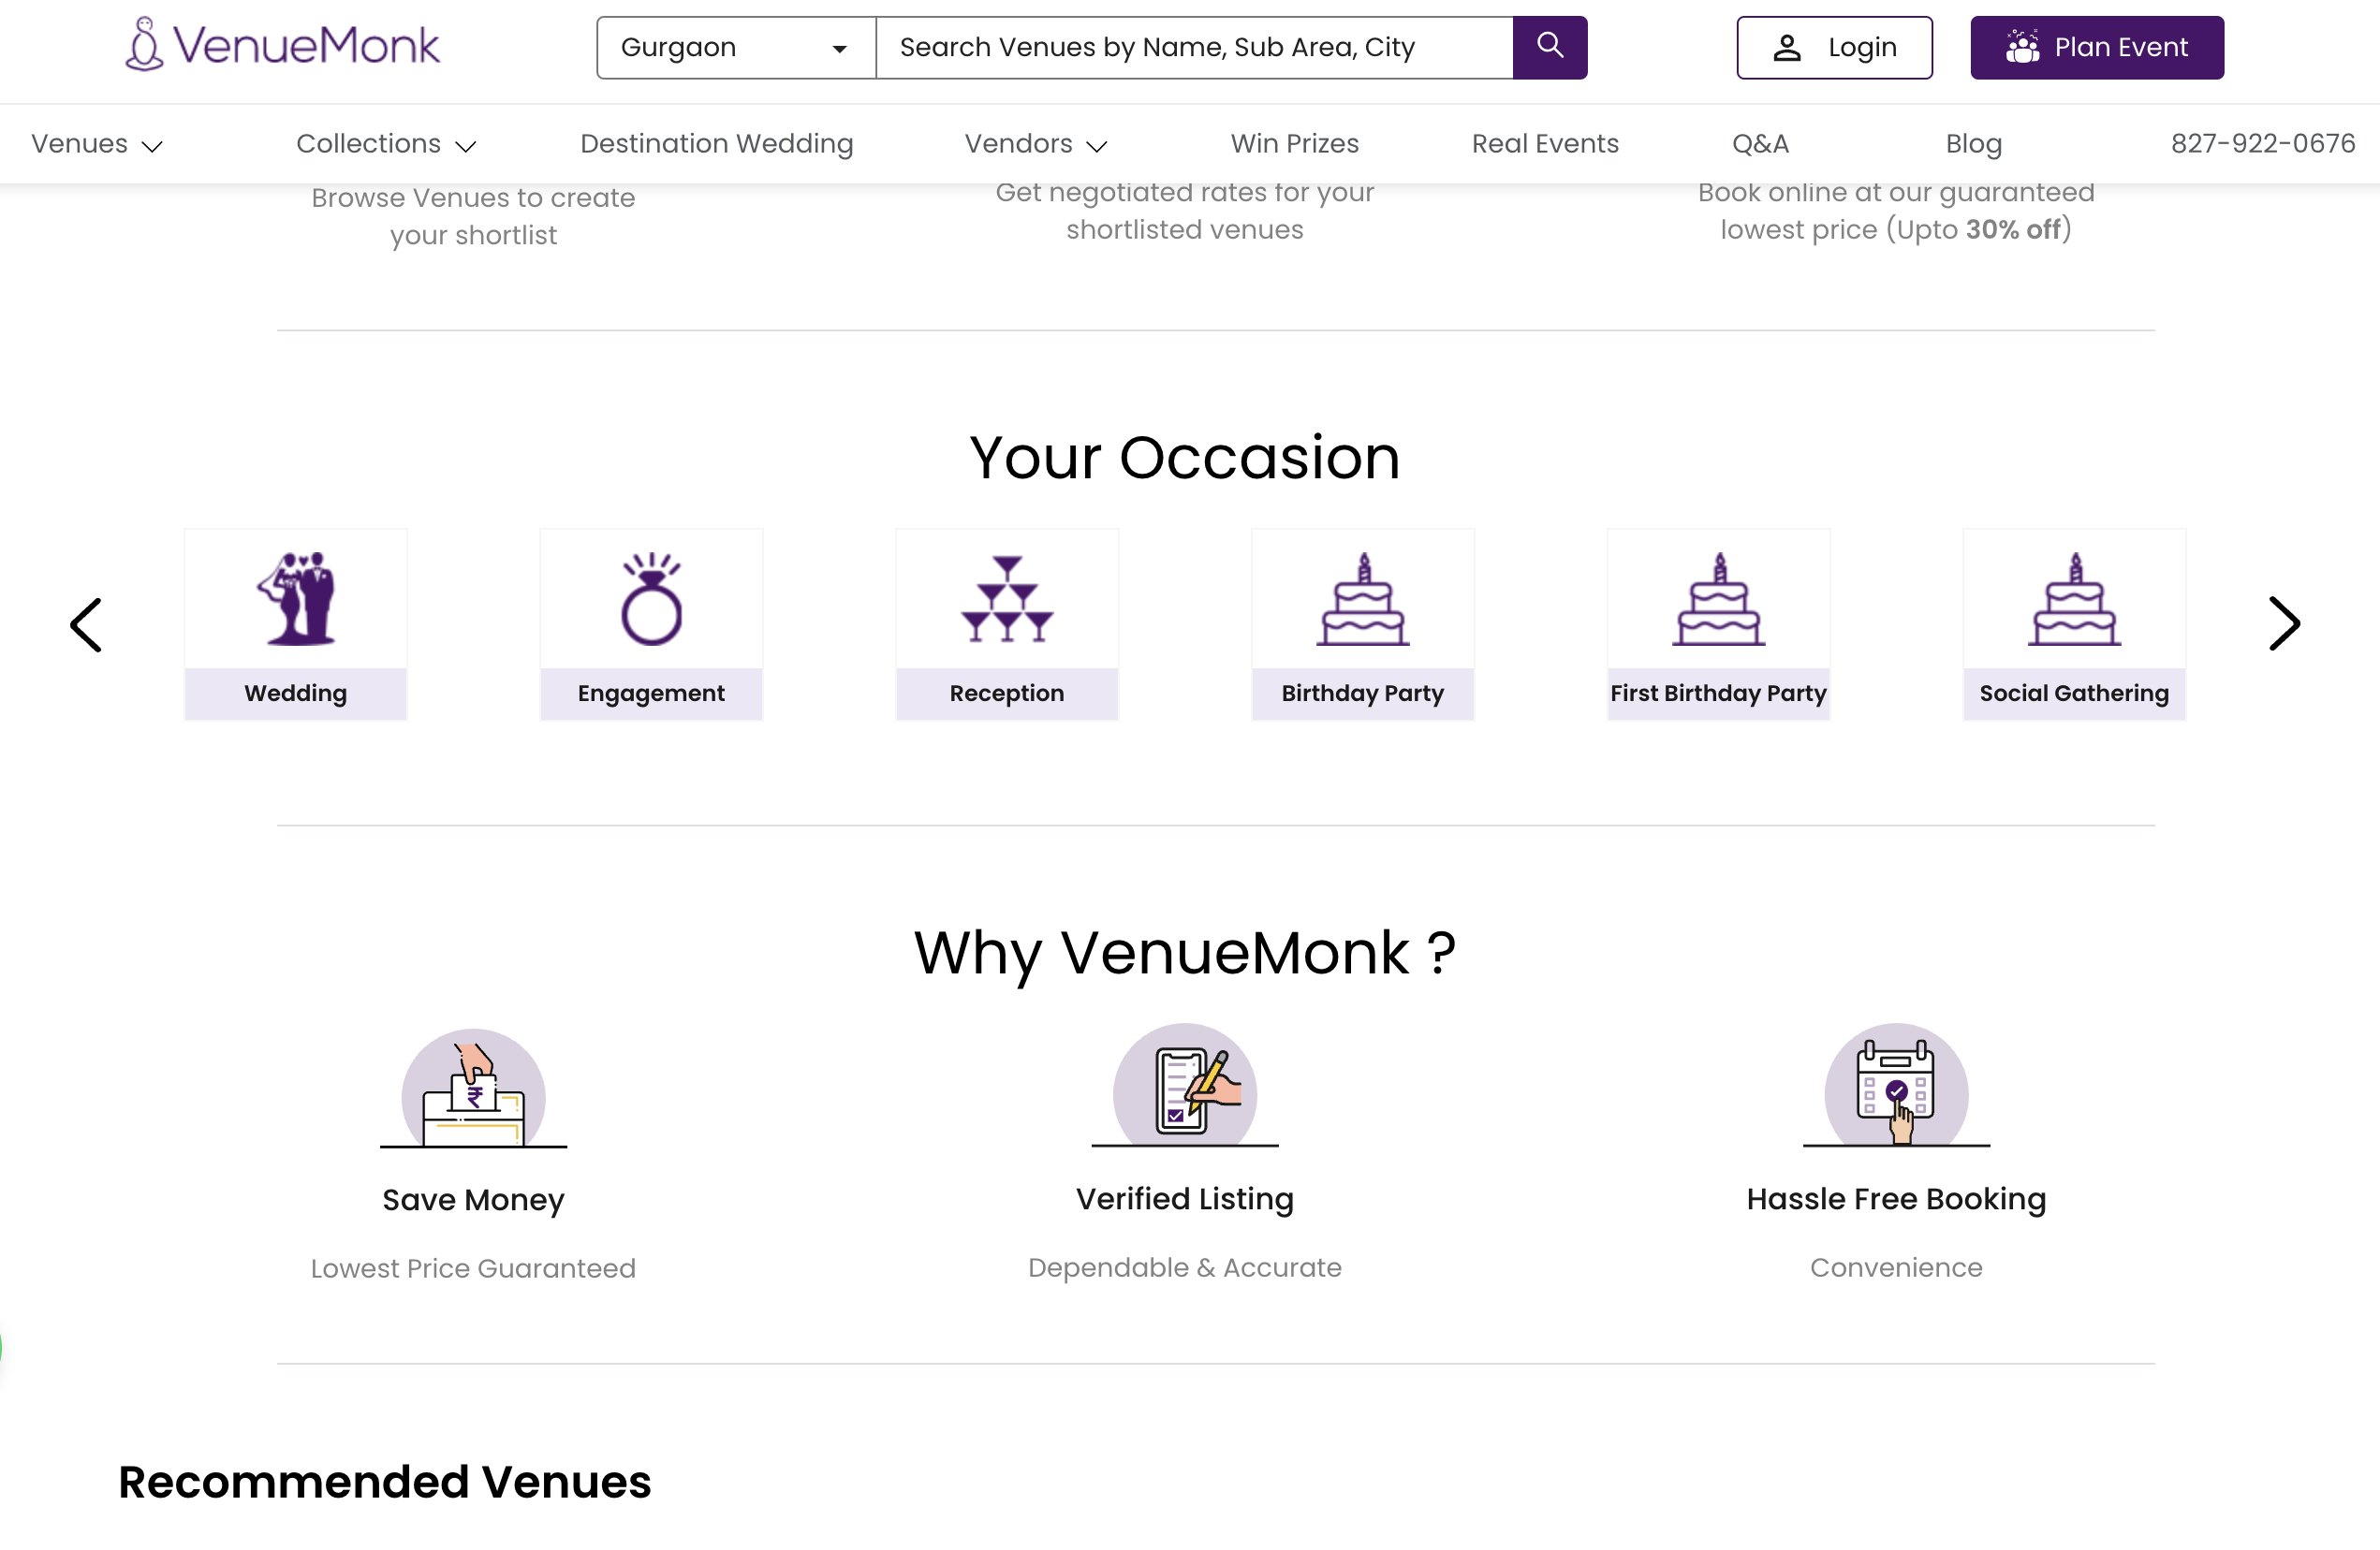 VenueMonk
Gurgaon
Search Venues by Name, Sub Area, City
Login
Plan Event
Venues
Collections
Destination Wedding
Vendors
Win Prizes
Real Events
Q&A
Blog
827-922-0676
Browse Venues to create
your shortlist
Get negotiated rates for your
shortlisted venues
Book online at our guaranteed
lowest price (Upto 30% off)
Your Occasion
Wedding
Engagement
Reception
Birthday Party
First Birthday Party
Social Gathering
Why VenueMonk ?
₹
Save Money
Lowest Price Guaranteed
Verified Listing
Dependable & Accurate
Hassle Free Booking
Convenience
Recommended Venues